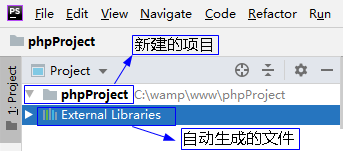 PS File Edit View Navigate Code Refactor Run
phpProject
新建的项目
1: Project
Project
phpProject C:\wamp\www\phpProject
External Libraries
自动生成的文件